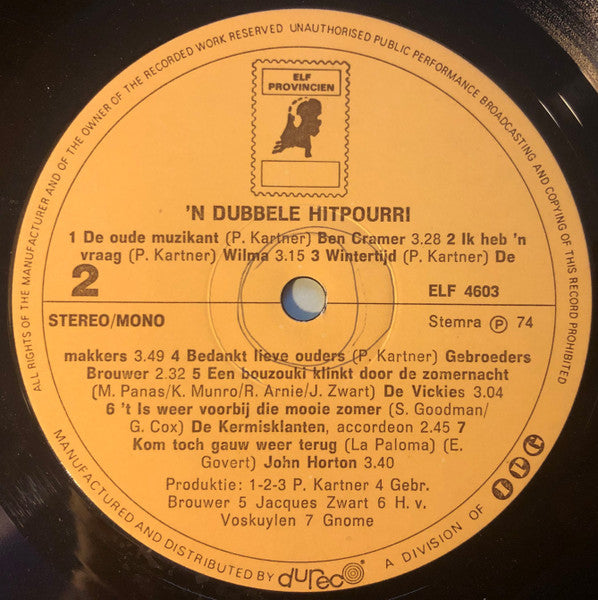 ALL RIGHTS OF THE MANUFACTURER AND OF THE OWNER OF THE RECORDED WORK RESERVED UNAUTHORISED PUBLIC PERFORMANCE BROADCASTING AND COPYING OF THIS RECORD PROHIBITED
ELF
PROVINCIEN
'N DUBBELE HITPOURRI
1 De oude muzikant (P. Kartner) Ben Cramer 3.28 2 Ik heb 'n
vraag (P. Kartner) Wilma 3.15 3 Wintertijd (P. Kartner) De
2
ELF 4603
STEREO/MONO
Stemra Ⓟ 74
makkers 3.49 4 Bedankt lieve ouders (P. Kartner) Gebroeders
Brouwer 2.32 5 Een bouzouki klinkt door de zomernacht
(M. Panas/K. Munro/R. Arnie/J. Zwart) De Vickies 3.04
6 't Is weer voorbij die mooie zomer (S. Goodman/
G. Cox) De Kermisklanten, accordeon 2.45 7
Kom toch gauw weer terug (La Paloma) (E.
Govert) John Horton 3.40
Produktie: 1-2-3 P. Kartner 4 Gebr.
Brouwer 5 Jacques Zwart 6 H. v.
Voskuylen 7 Gnome
MANUFACTURED AND DISTRIBUTED BY dureco A DIVISION OF